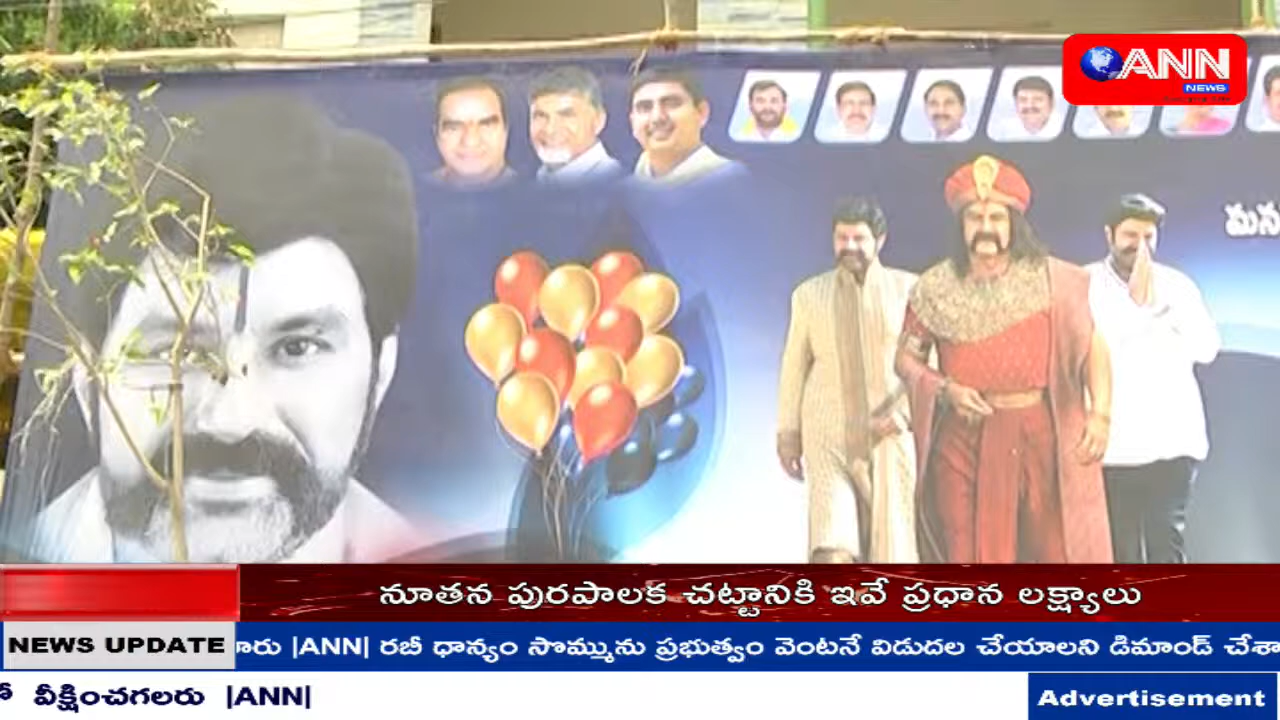 ANN
NEWS
మన
నూతన పురపాలక చట్టానికి ఇవే ప్రధాన లక్ష్యాలు
NEWS UPDATE
ారు |ANN| రబీ ధాన్యం సొమ్మును ప్రభుత్వం వెంటనే విడుదల చేయాలని డిమాండ్ చేశా
లో వీక్షించగలరు |ANN|
Advertisement